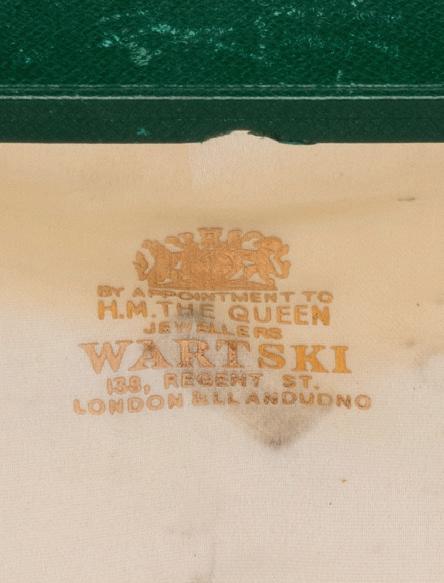 BY APPOINTMENT TO
H.M. THE QUEEN
JEWELLERS
WARTSKI
138, REGENT ST.
LONDON & LLANDUDNO